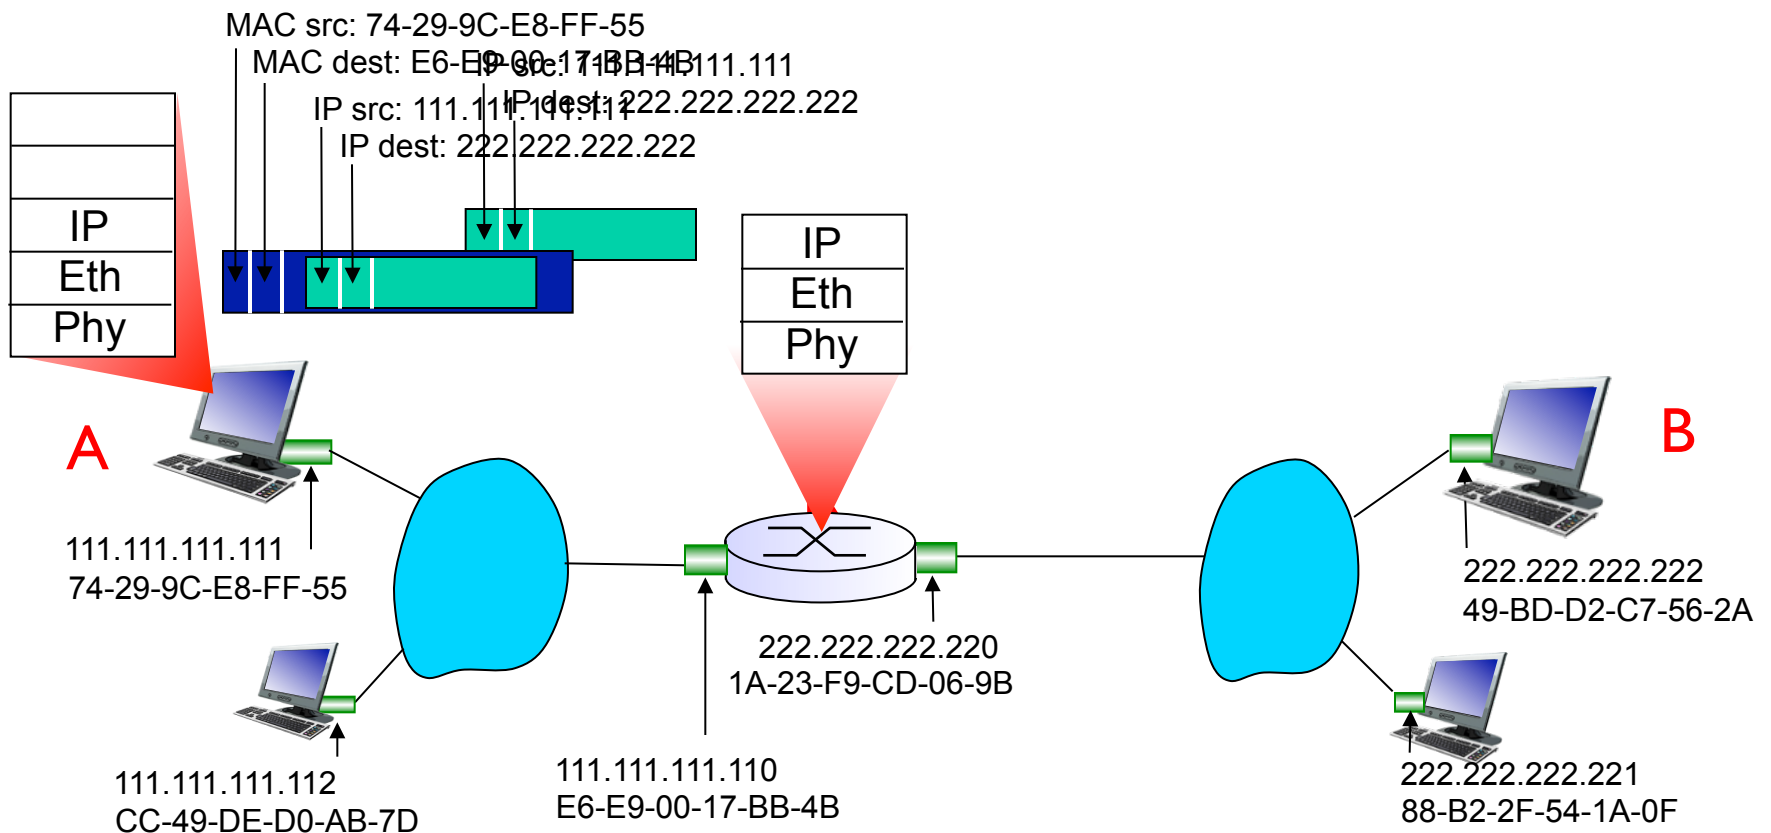 MAC src: 74-29-9C-E8-FF-55
MAC dest: E6-E9-00-17-BB-4B
IP src: 111.111.111.111
IP src: 111.111.111.111
IP dest: 222.222.222.222
IP dest: 222.222.222.222
IP
Eth
Phy
IP
Eth
Phy
A
B
111.111.111.111
74-29-9C-E8-FF-55
222.222.222.222
49-BD-D2-C7-56-2A
222.222.222.220
1A-23-F9-CD-06-9B
111.111.111.112
CC-49-DE-D0-AB-7D
111.111.111.110
E6-E9-00-17-BB-4B
222.222.222.221
88-B2-2F-54-1A-0F